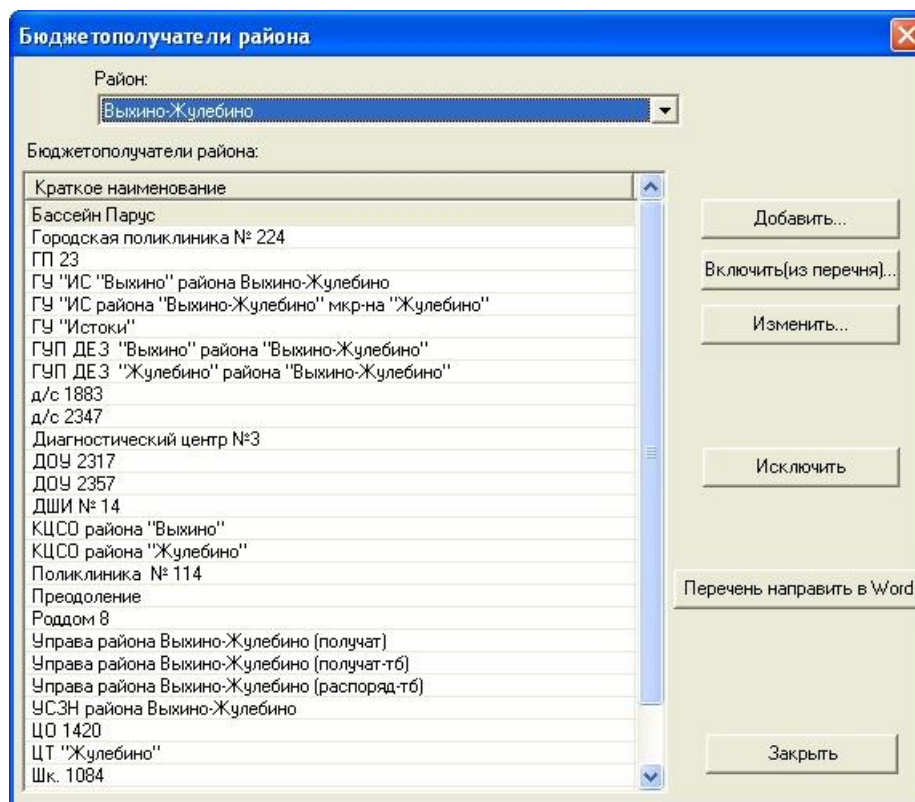 Бюджетополучатели района
Район:
Выхино-Жулебино
Бюджетополучатели района:
Краткое наименование
Бассейн Парус
Городская поликлиника № 224
ГП 23
ГУ "ИС "Выхино" района Выхино-Жулебино
ГУ "ИС района "Выхино-Жулебино" мкр-на "Жулебино"
ГУ "Истоки"
ГУП ДЕЗ "Выхино" района "Выхино-Жулебино"
ГУП ДЕЗ "Жулебино" района "Выхино-Жулебино"
д/с 1883
д/с 2347
Диагностический центр №3
ДОУ 2317
ДОУ 2357
ДШИ № 14
КЦСО района "Выхино"
КЦСО района "Жулебино"
Поликлиника № 114
Преодоление
Роддом 8
Управа района Выхино-Жулебино (получат)
Управа района Выхино-Жулебино (получат-тб)
Управа района Выхино-Жулебино (распоряд-тб)
УСЗН района Выхино-Жулебино
ЦО 1420
ЦТ "Жулебино"
Шк. 1084
Добавить...
Включить(из перечня)...
Изменить...
Исключить
Перечень направить в Word
Закрыть